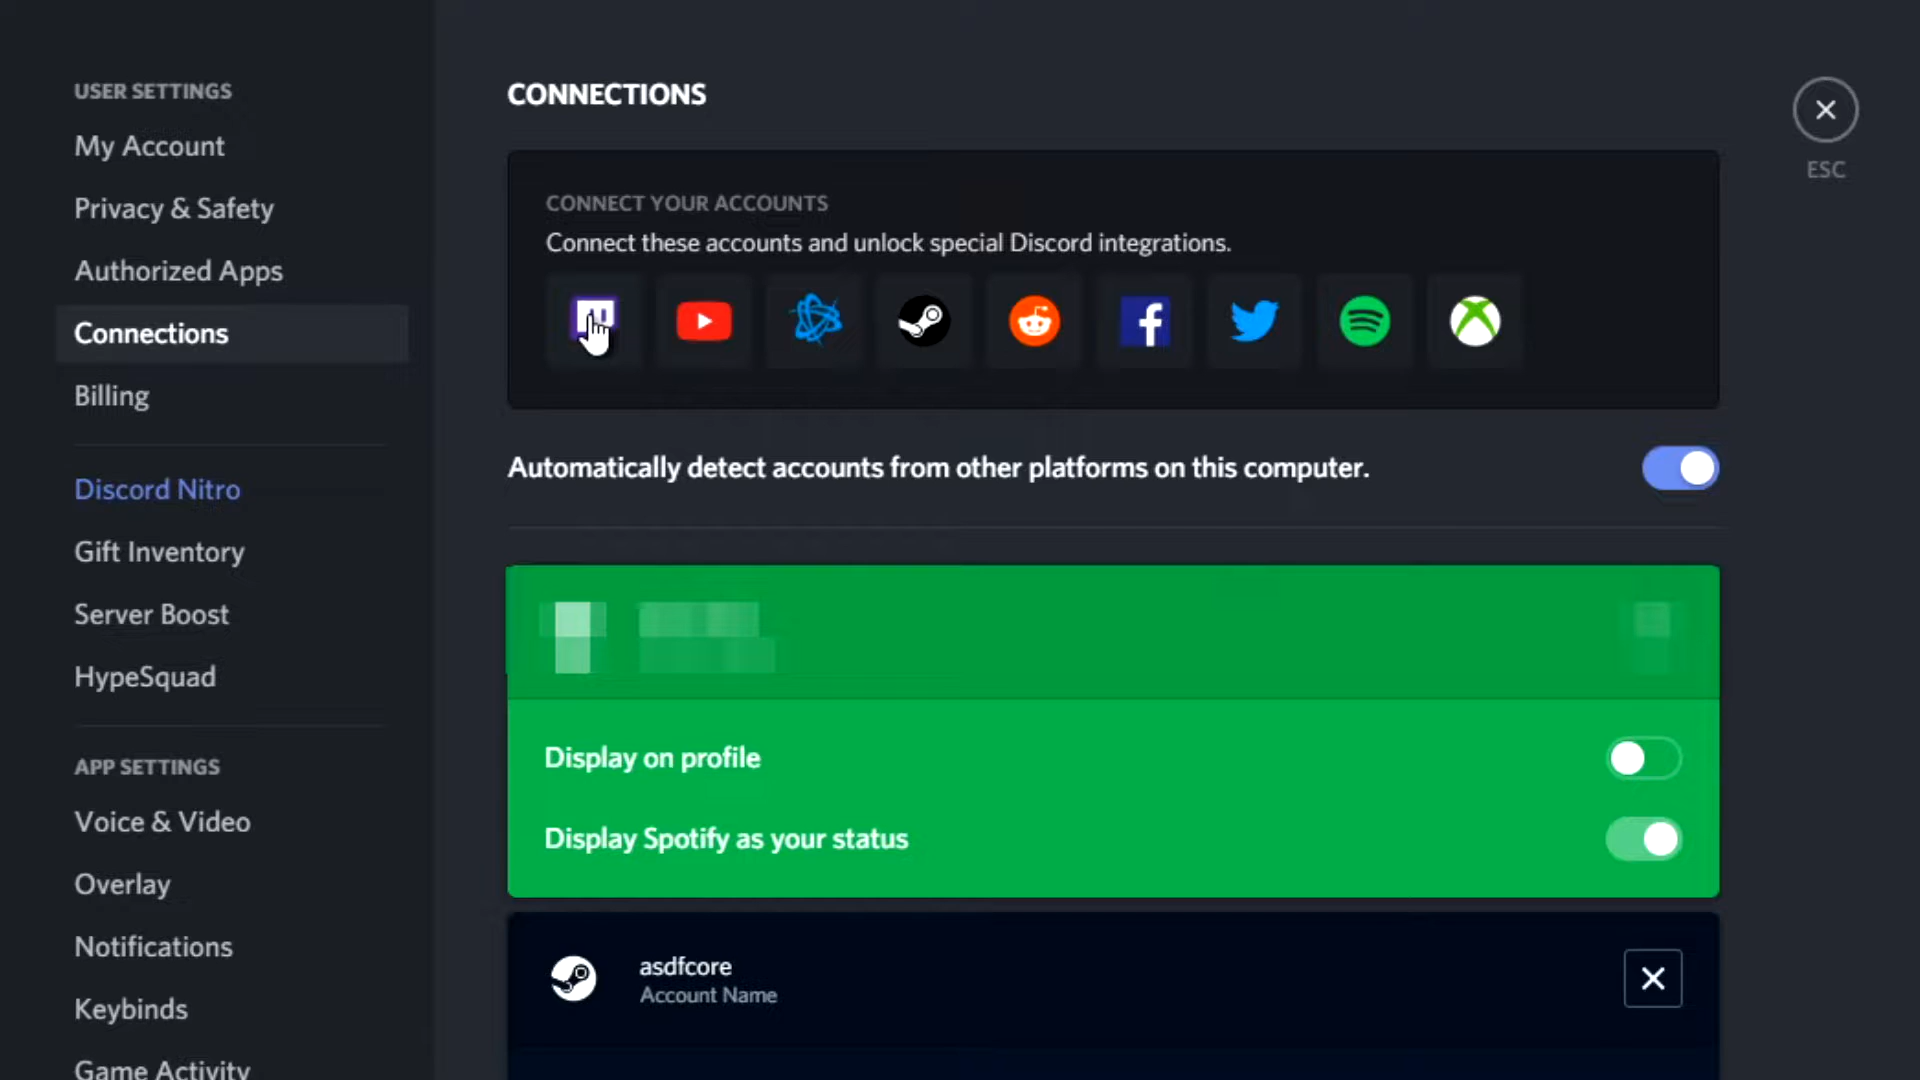 USER SETTINGS
My Account
Privacy & Safety
Authorized Apps
Connections
Billing
Discord Nitro
Gift Inventory
Server Boost
HypeSquad
APP SETTINGS
Voice & Video
Overlay
Notifications
Keybinds
Game Activity
CONNECTIONS
CONNECT YOUR ACCOUNTS
Connect these accounts and unlock special Discord integrations.
Automatically detect accounts from other platforms on this computer.
Display on profile
Display Spotify as your status
asdfcore
Account Name
ESC